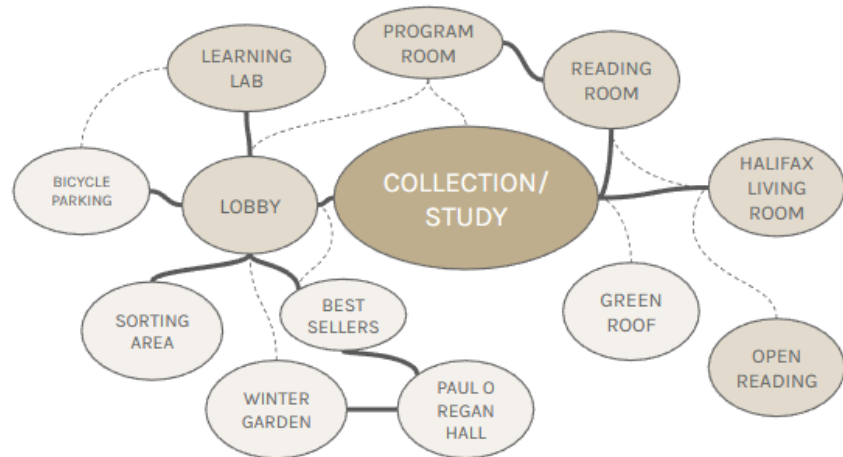 PROGRAM
ROOM
LEARNING
LAB
READING
ROOM
BICYCLE
PARKING
LOBBY
COLLECTION/
STUDY
HALIFAX
LIVING
ROOM
SORTING
AREA
BEST
SELLERS
GREEN
ROOF
WINTER
GARDEN
PAUL O
REGAN
HALL
OPEN
READING